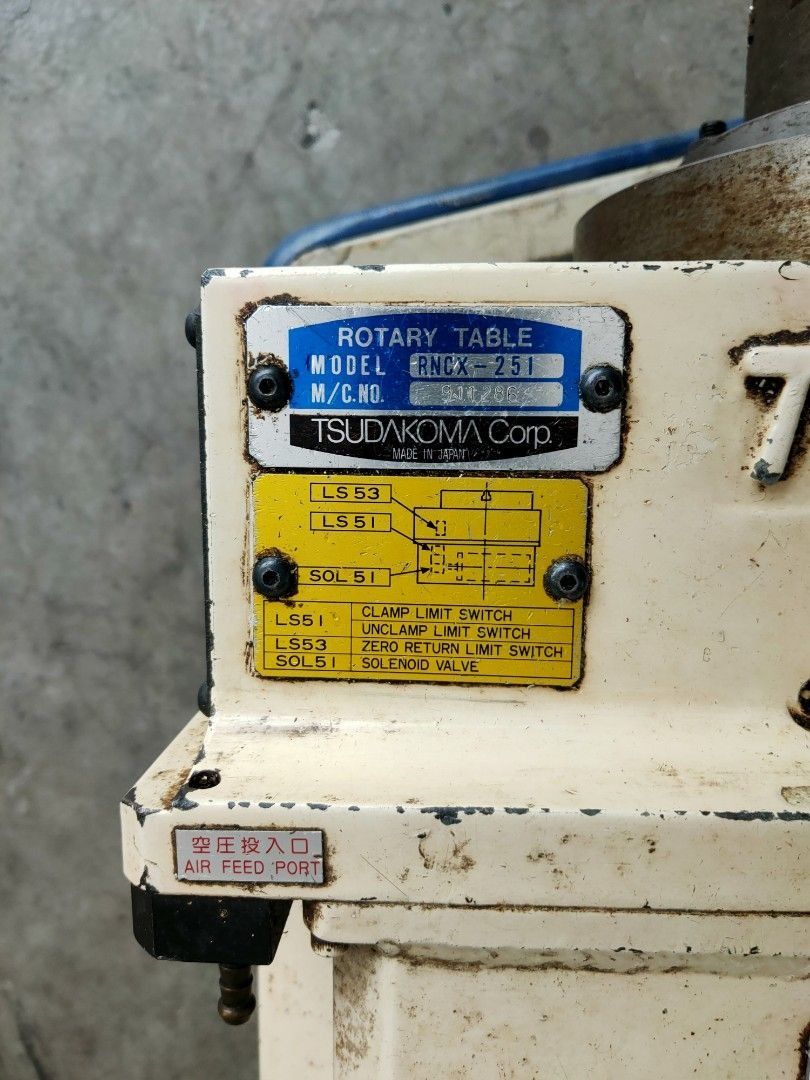 ROTARY TABLE
MODEL RNCX-251
M/C.NO. 911286
TSUDAKOMA Corp.
MADE IN JAPAN
LS 53
LS 51
SOL 51
LS51 CLAMP LIMIT SWITCH
UNCLAMP LIMIT SWITCH
LS53 ZERO RETURN LIMIT SWITCH
SOL51 SOLENOID VALVE
空圧投入口
AIR FEED PORT